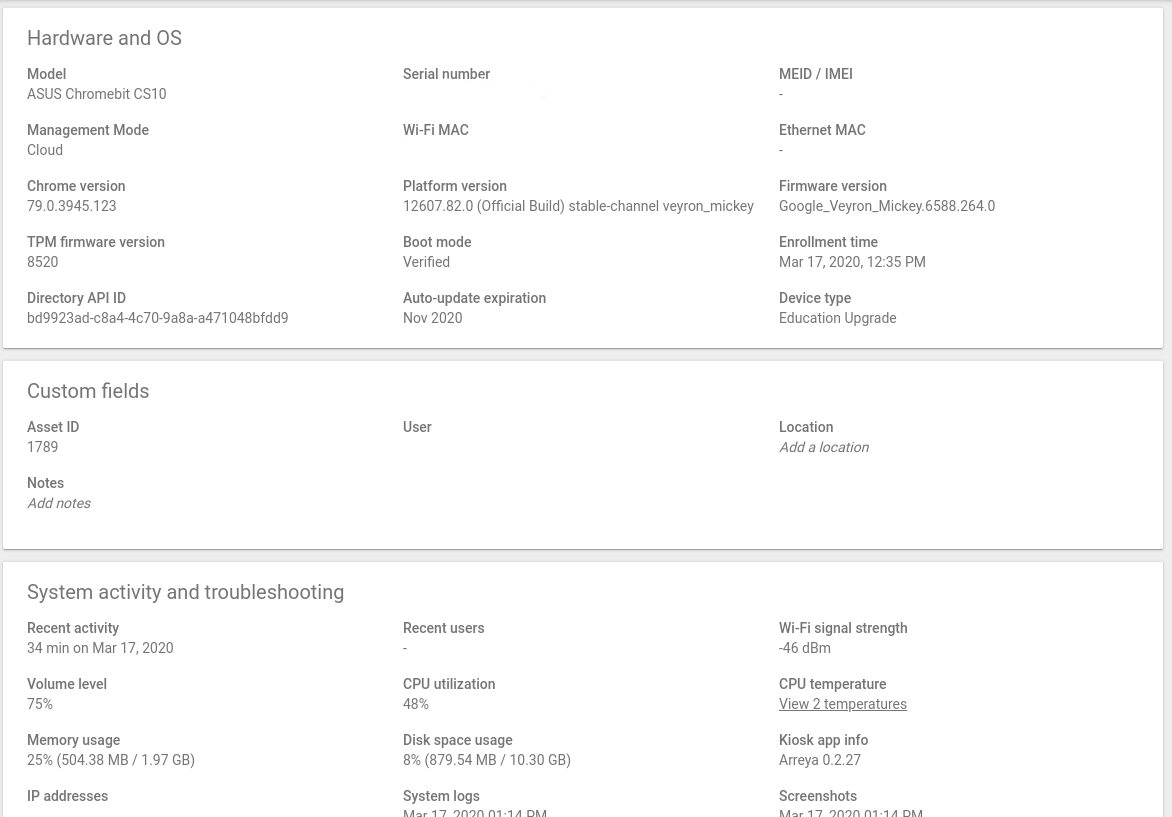 Hardware and OS
Model
ASUS Chromebit CS10
Serial number
MEID / IMEI
-
Management Mode
Cloud
Wi-Fi MAC
Ethernet MAC
-
Chrome version
79.0.3945.123
Platform version
12607.82.0 (Official Build) stable-channel veyron_mickey
Firmware version
Google_Veyron_Mickey.6588.264.0
TPM firmware version
8520
Boot mode
Verified
Enrollment time
Mar 17, 2020, 12:35 PM
Directory API ID
bd9923ad-c8a4-4c70-9a8a-a471048bfdd9
Auto-update expiration
Nov 2020
Device type
Education Upgrade
Custom fields
Asset ID
1789
User
Location
Add a location
Notes
Add notes
System activity and troubleshooting
Recent activity
34 min on Mar 17, 2020
Recent users
-
Wi-Fi signal strength
-46 dBm
Volume level
75%
CPU utilization
48%
CPU temperature
View 2 temperatures
Memory usage
25% (504.38 MB / 1.97 GB)
Disk space usage
8% (879.54 MB / 10.30 GB)
Kiosk app info
Arreya 0.2.27
IP addresses
System logs
Mar 17, 2020 01:14 PM
Screenshots
Mar 17, 2020 01:14 PM